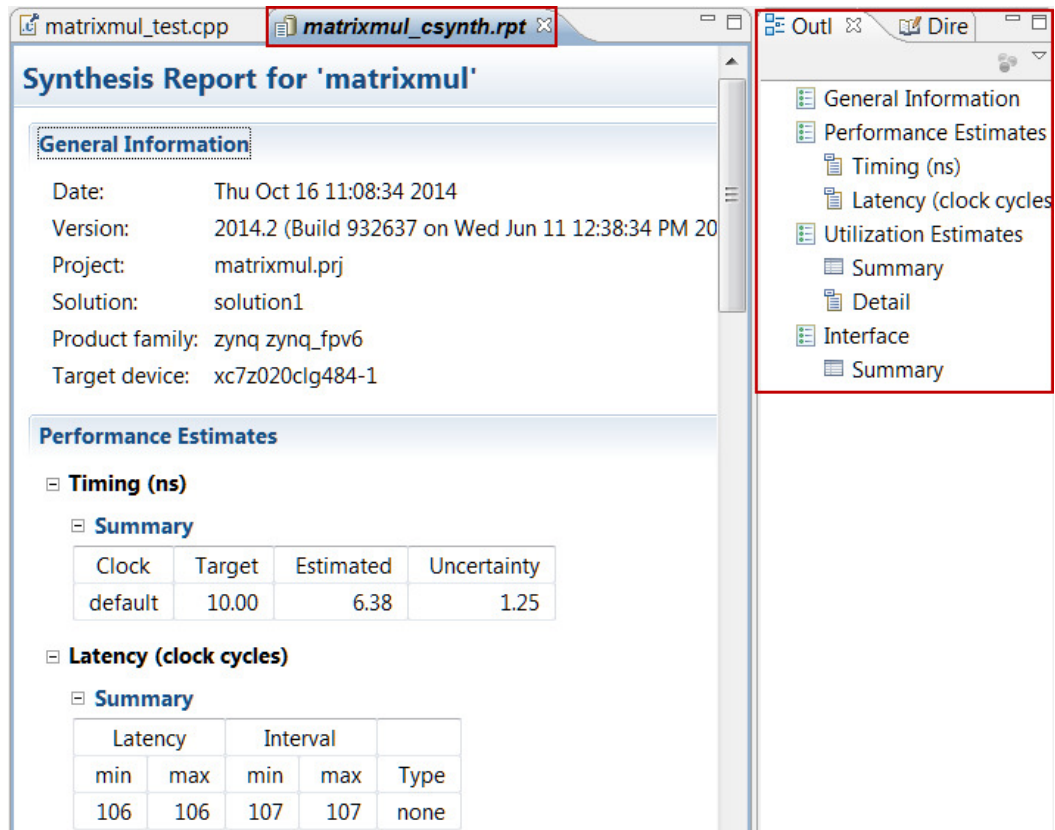 matrixmul_test.cpp matrixmul_csynth.rpt
Synthesis Report for 'matrixmul'
General Information
Date: Thu Oct 16 11:08:34 2014
Version: 2014.2 (Build 932637 on Wed Jun 11 12:38:34 PM 20
Project: matrixmul.prj
Solution: solution1
Product family: zynq zynq_fpv6
Target device: xc7z020clg484-1
Performance Estimates
Timing (ns)
Summary
Clock Target Estimated Uncertainty
default 10.00 6.38 1.25
Latency (clock cycles)
Summary
Latency Interval
min max min max Type
106 106 107 107 none
Outl Dire
General Information
Performance Estimates
Timing (ns)
Latency (clock cycles
Utilization Estimates
Summary
Detail
Interface
Summary